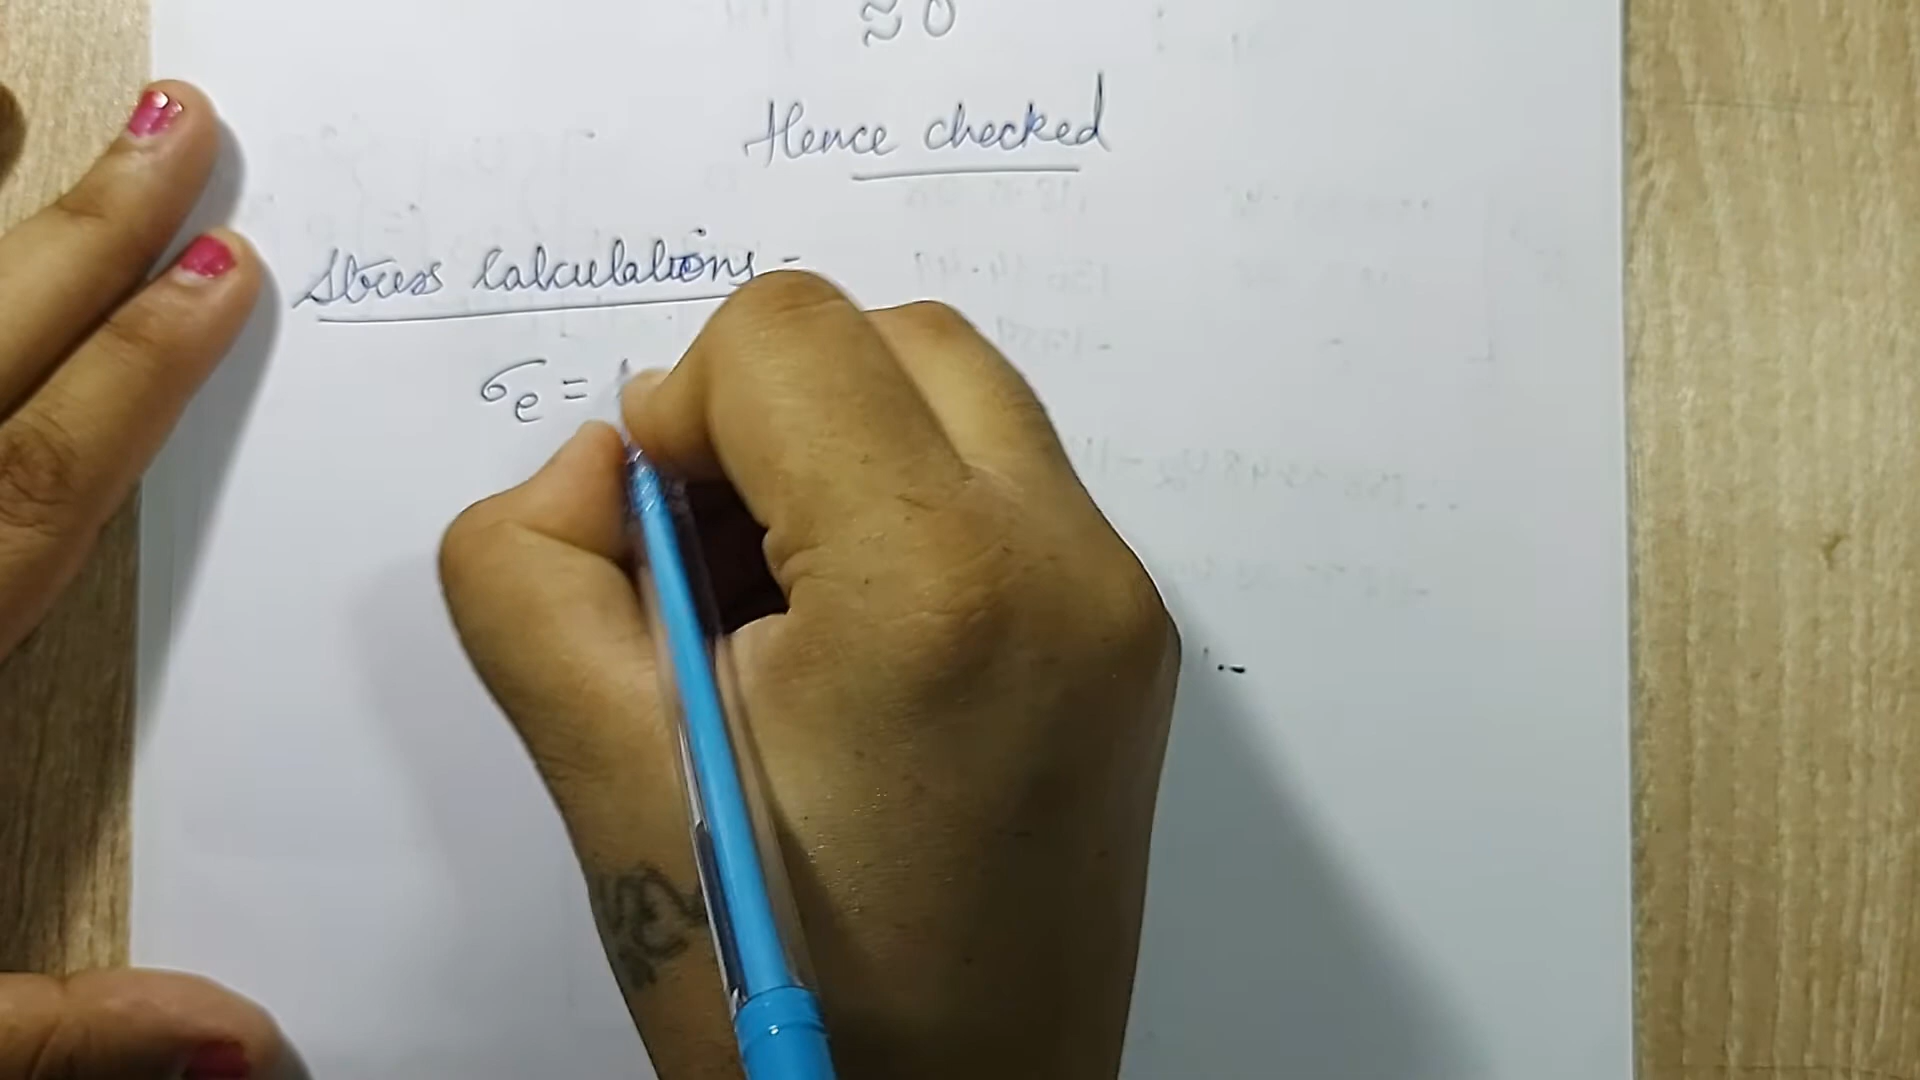 ≈ 0
Hence checked
Stress Calculations -
σe =